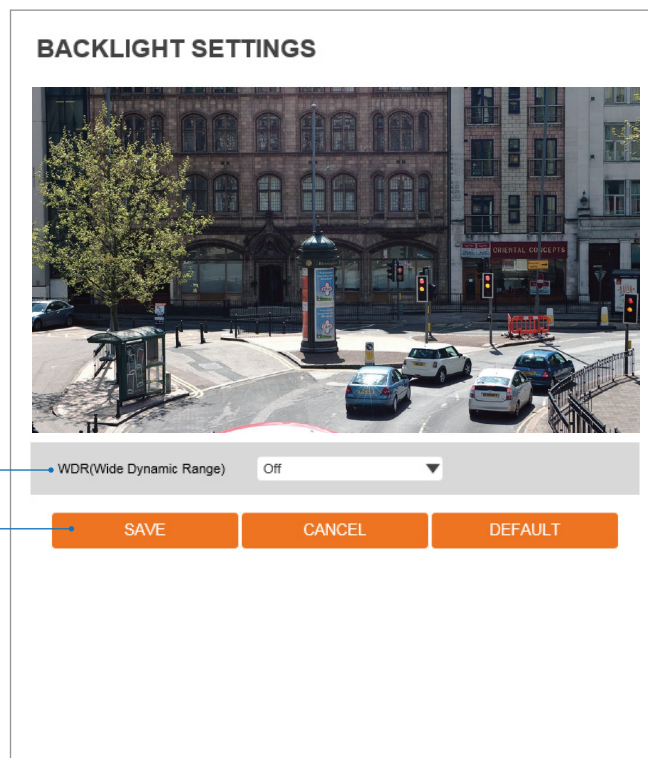 BACKLIGHT SETTINGS
ORIENTAL CONCEPTS
WDR(Wide Dynamic Range) Off
SAVE CANCEL DEFAULT